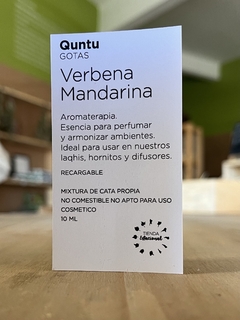 Quntu
GOTAS
Verbena
Mandarina
Aromaterapia.
Esencia para perfumar
y armonizar ambientes.
Ideal para usar en nuestros
laqhis, hornitos y difusores.
RECARGABLE
MIXTURA DE CATA PROPIA
NO COMESTIBLE NO APTO PARA USO
COSMETICO
10 ML
TIENDA